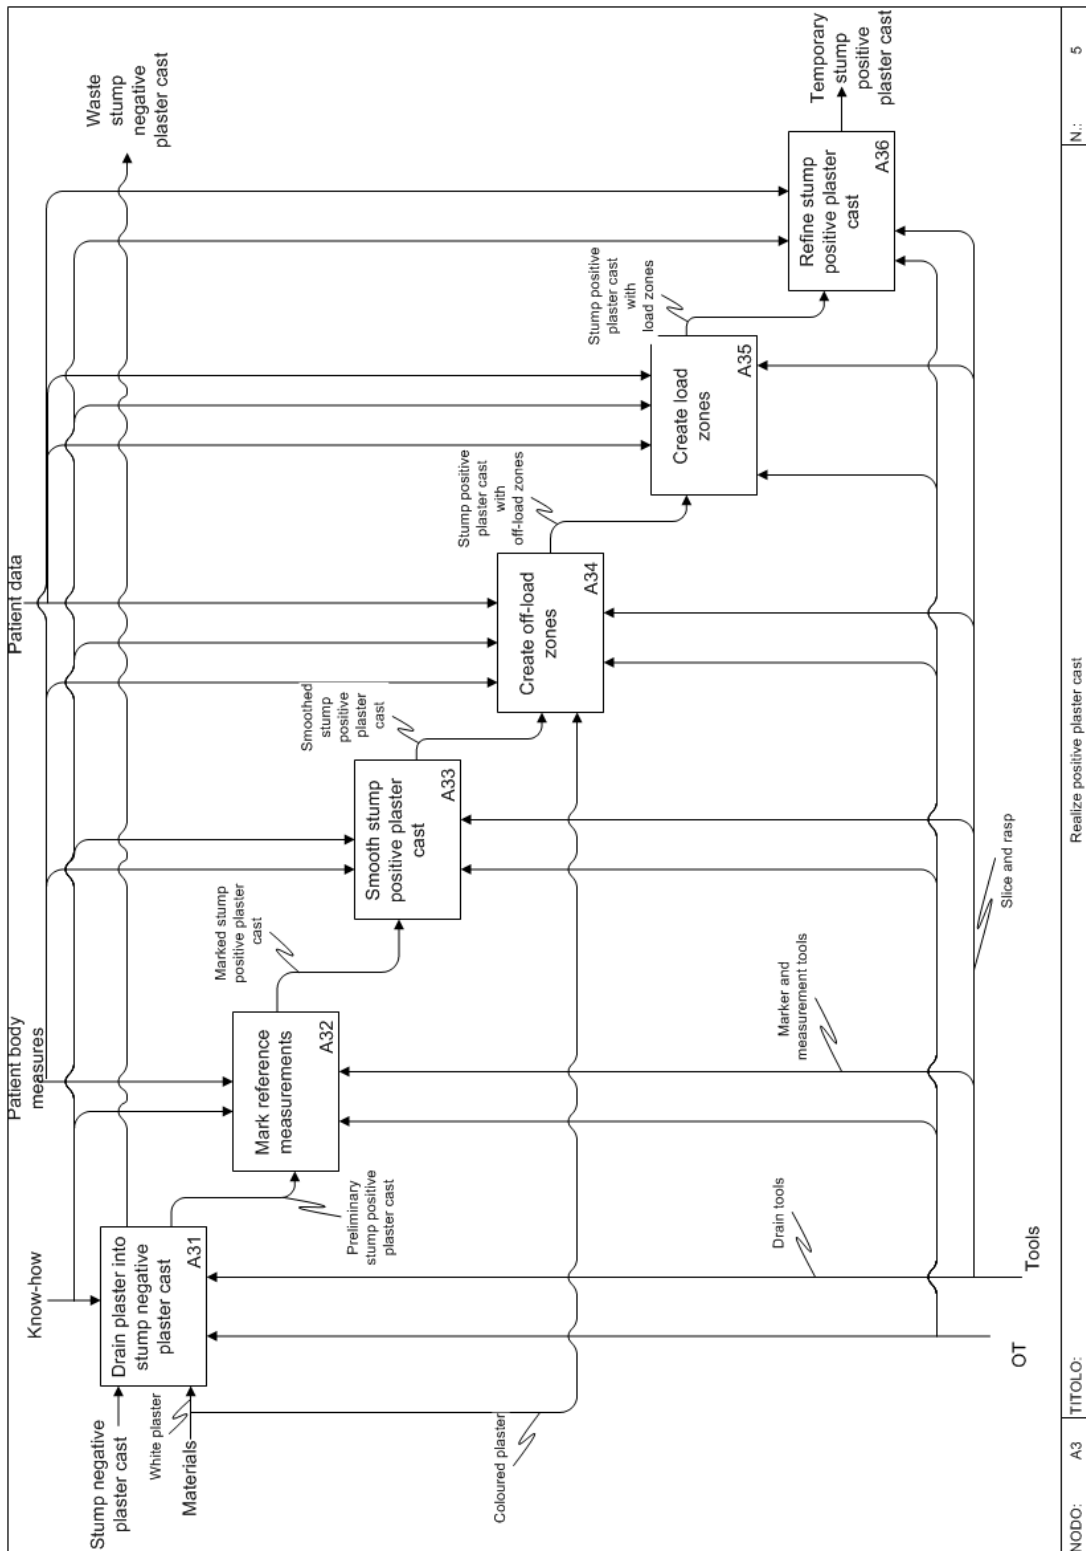 Know-how
Patient body
measures
Patient data
Waste
stump
negative
plaster cast
Stump negative
plaster cast
White plaster
Materials
Drain plaster into
stump negative
plaster cast
A31
Preliminary
stump positive
plaster cast
Mark reference
measurements
A32
Marked stump
positive plaster
cast
Smooth stump
positive plaster
cast
A33
Smoothed
stump
positive
plaster
cast
Create off-load
zones
A34
Stump positive
plaster cast
with
off-load zones
Create load
zones
A35
Stump positive
plaster cast
with
load zones
Refine stump
positive plaster
cast
A36
Temporary
stump
positive
plaster cast
Coloured plaster
Drain tools
Marker and
measurement tools
Slice and rasp
OT
Tools
NODO: A3
TITOLO: Realize positive plaster cast
N.: 5